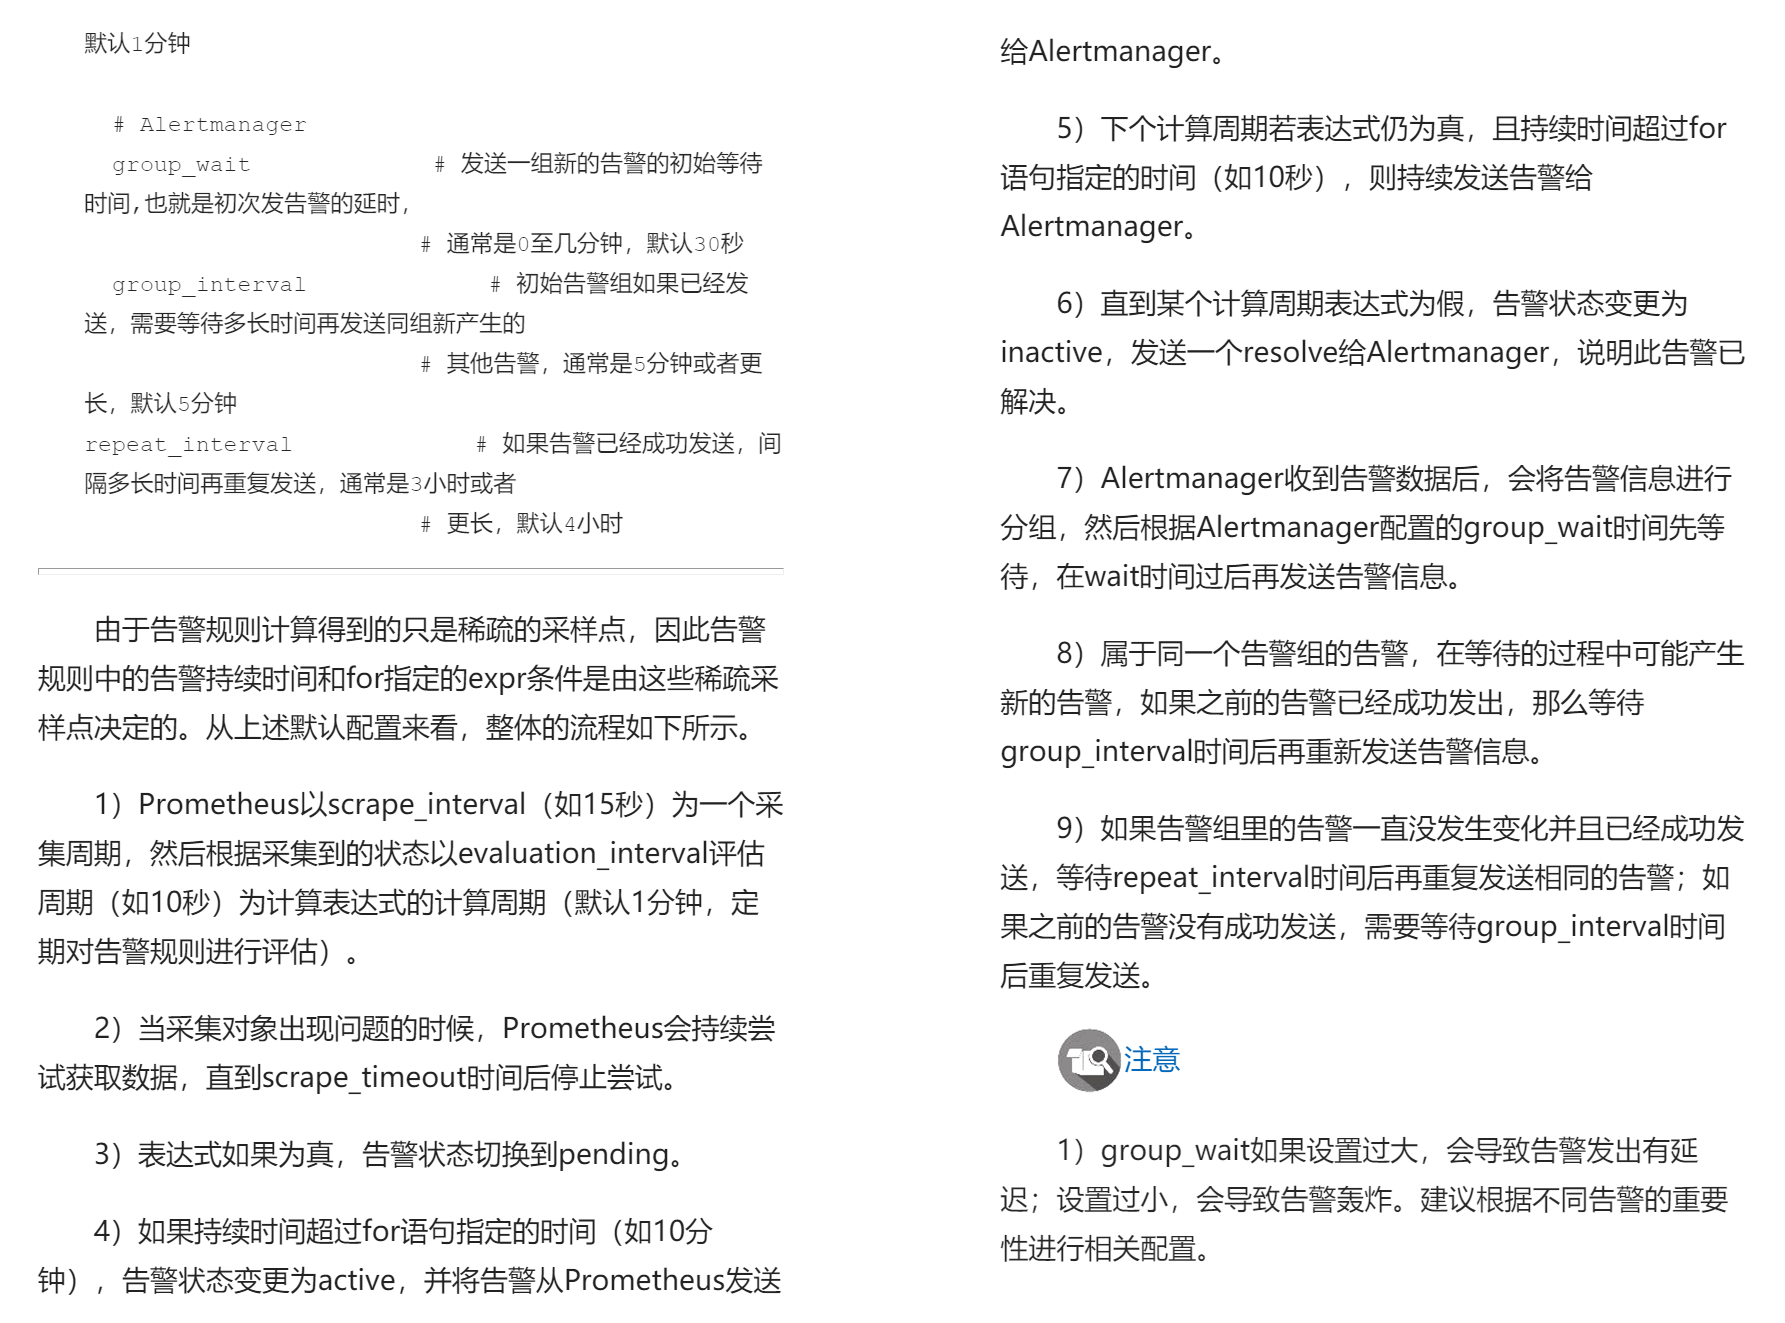 默认1分钟
# Alertmanager
group_wait # 发送一组新的告警的初始等待
时间,也就是初次发告警的延时，
# 通常是0至几分钟，默认30秒
group_interval # 初始告警组如果已经发
送，需要等待多长时间再发送同组新产生的
# 其他告警，通常是5分钟或者更
长，默认5分钟
repeat_interval # 如果告警已经成功发送，间
隔多长时间再重复发送，通常是3小时或者
# 更长，默认4小时
由于告警规则计算得到的只是稀疏的采样点，因此告警
规则中的告警持续时间和for指定的expr条件是由这些稀疏采
样点决定的。从上述默认配置来看，整体的流程如下所示。
1）Prometheus以scrape_interval（如15秒）为一个采
集周期，然后根据采集到的状态以evaluation_interval评估
周期（如10秒）为计算表达式的计算周期（默认1分钟，定
期对告警规则进行评估）。
2）当采集对象出现问题的时候，Prometheus会持续尝
试获取数据，直到scrape_timeout时间后停止尝试。
3）表达式如果为真，告警状态切换到pending。
4）如果持续时间超过for语句指定的时间（如10分
钟），告警状态变更为active，并将告警从Prometheus发送
给Alertmanager。
5）下个计算周期若表达式仍为真，且持续时间超过for
语句指定的时间（如10秒），则持续发送告警给
Alertmanager。
6）直到某个计算周期表达式为假，告警状态变更为
inactive，发送一个resolve给Alertmanager，说明此告警已
解决。
7）Alertmanager收到告警数据后，会将告警信息进行
分组，然后根据Alertmanager配置的group_wait时间先等
待，在wait时间过后再发送告警信息。
8）属于同一个告警组的告警，在等待的过程中可能产生
新的告警，如果之前的告警已经成功发出，那么等待
group_interval时间后再重新发送告警信息。
9）如果告警组里的告警一直没发生变化并且已经成功发
送，等待repeat_interval时间后再重复发送相同的告警；如
果之前的告警没有成功发送，需要等待group_interval时间
后重复发送。
注意
1）group_wait如果设置过大，会导致告警发出有延
迟；设置过小，会导致告警轰炸。建议根据不同告警的重要
性进行相关配置。